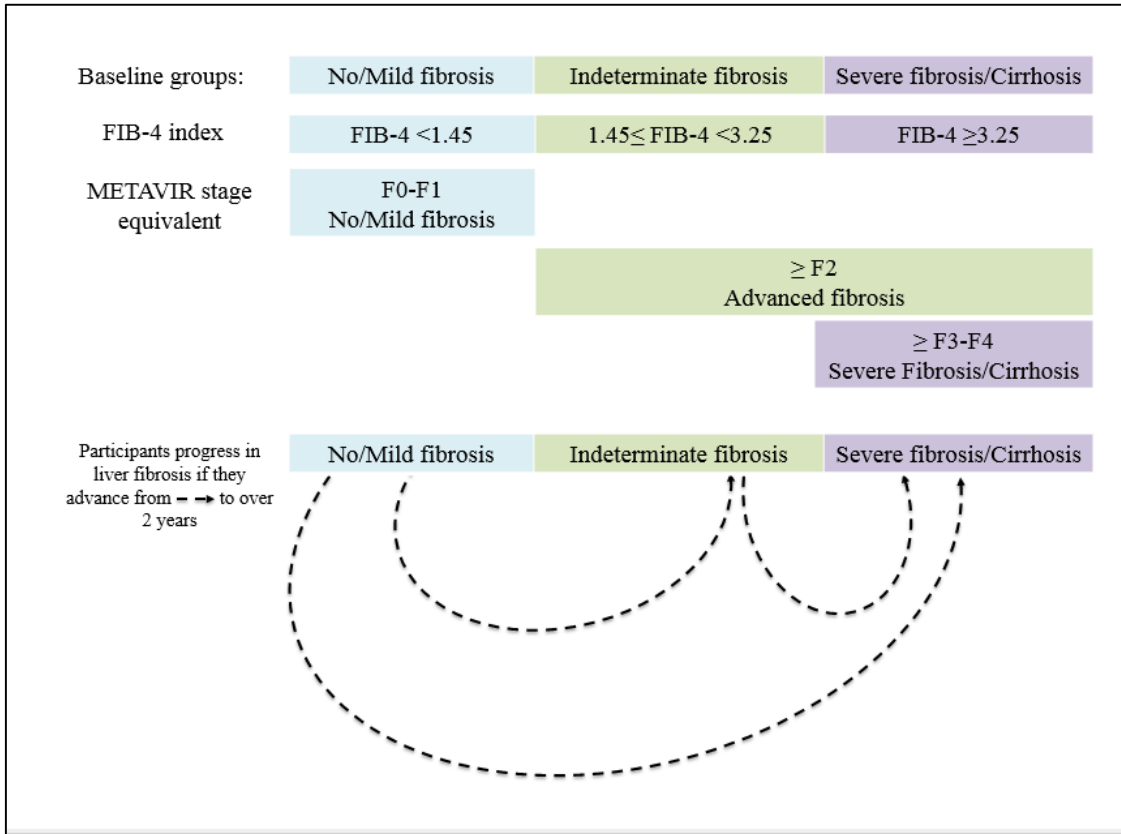 Baseline groups:
No/Mild fibrosis
Indeterminate fibrosis
Severe fibrosis/Cirrhosis
FIB-4 index
FIB-4 <1.45
1.45≤ FIB-4 <3.25
FIB-4 ≥3.25
METAVIR stage
equivalent
F0-F1
No/Mild fibrosis
≥ F2
Advanced fibrosis
≥ F3-F4
Severe Fibrosis/Cirrhosis
Participants progress in
liver fibrosis if they
advance from to over
2 years
No/Mild fibrosis
Indeterminate fibrosis
Severe fibrosis/Cirrhosis